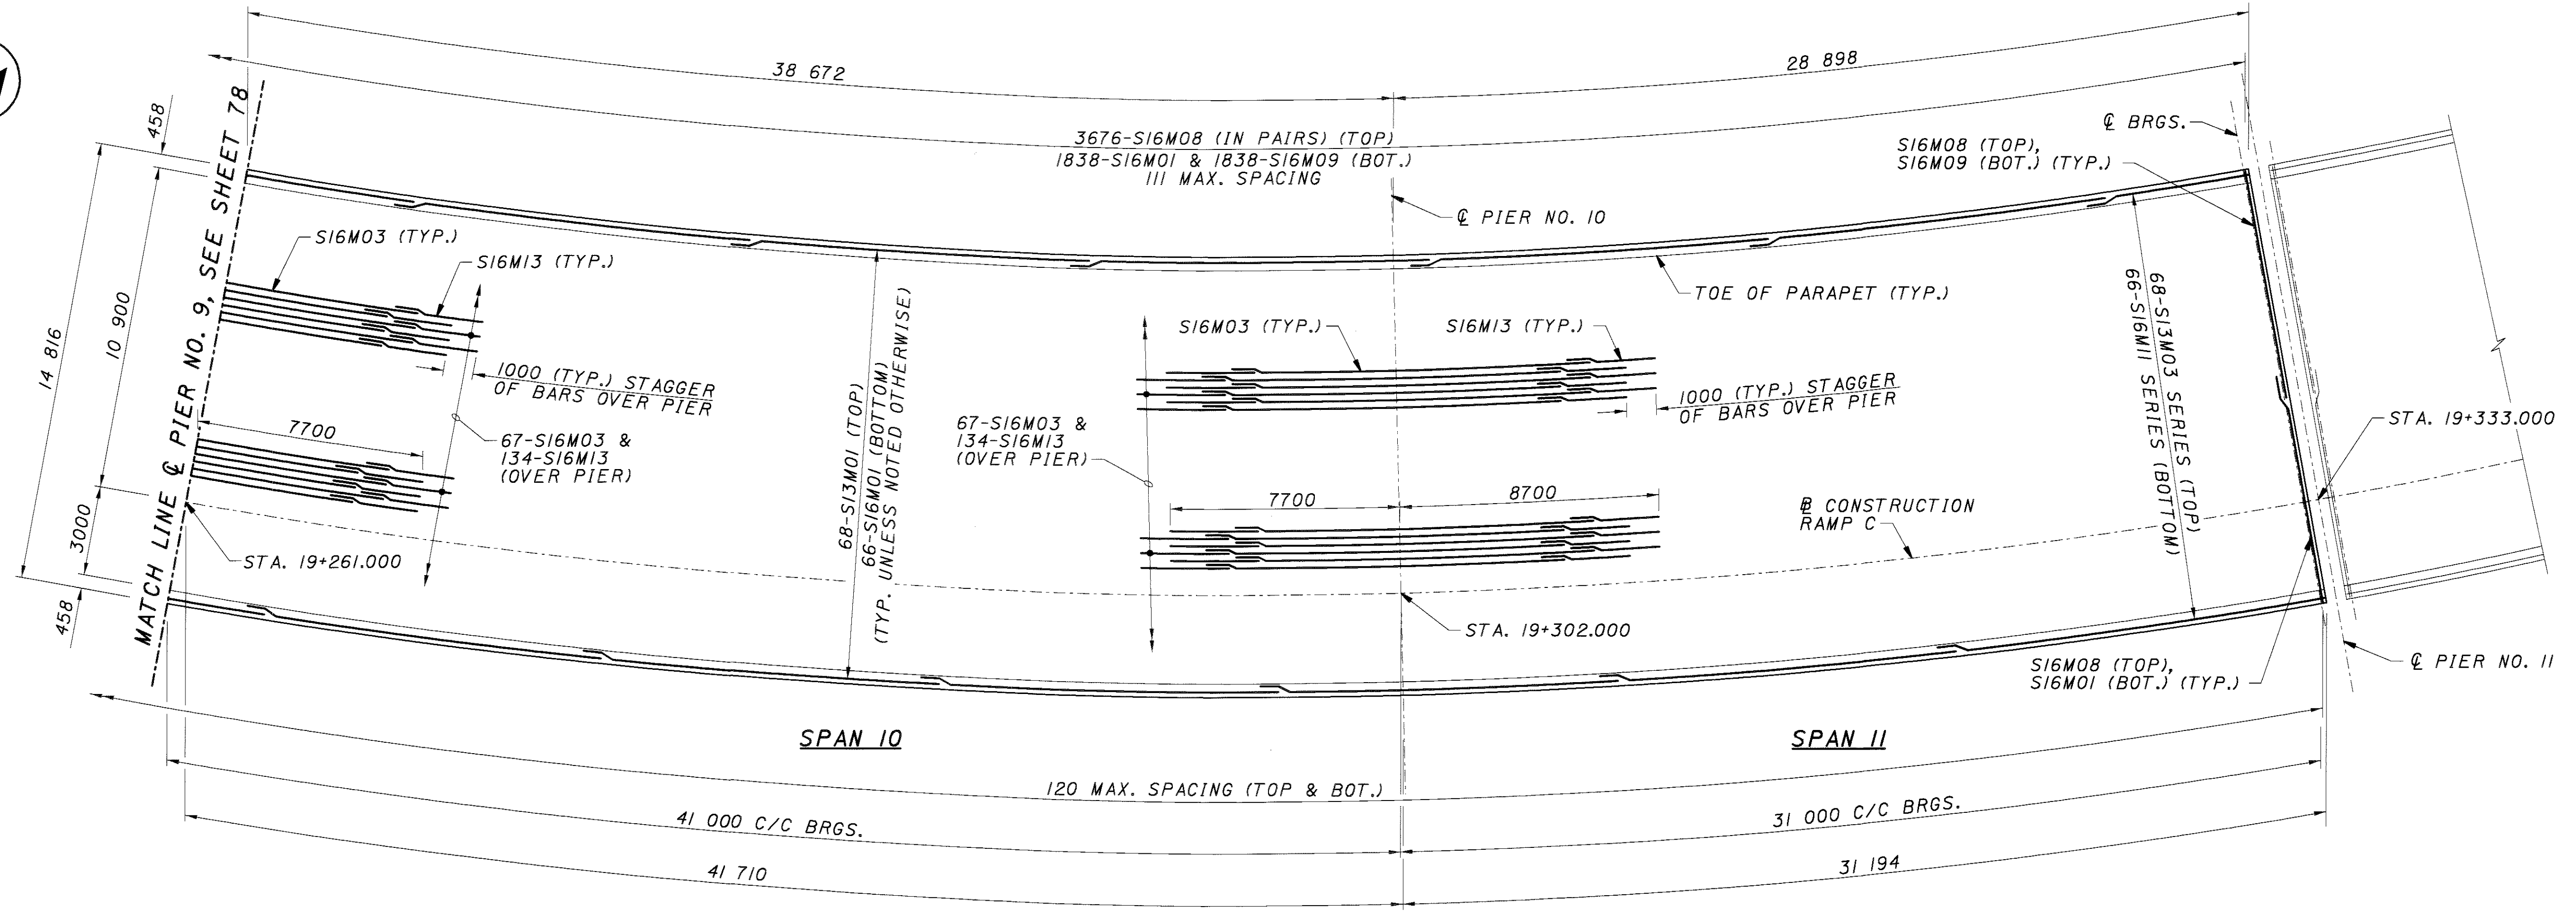 38 672
28 898
3676-S16M08 (IN PAIRS) (TOP)
1838-S16M01 & 1838-S16M09 (BOT.)
111 MAX. SPACING
℄ BRGS.
S16M08 (TOP),
S16M09 (BOT.) (TYP.)
℄ PIER NO. 10
458
MATCH LINE ℄ PIER NO. 9, SEE SHEET 78
S16M03 (TYP.)
S16M13 (TYP.)
TOE OF PARAPET (TYP.)
14 816
10 900
3000
458
1000 (TYP.) STAGGER
OF BARS OVER PIER
7700
67-S16M03 &
134-S16M13
(OVER PIER)
68-S13M01 (TOP)
66-S16M01 (BOTTOM)
(TYP. UNLESS NOTED OTHERWISE)
S16M03 (TYP.)
S16M13 (TYP.)
1000 (TYP.) STAGGER
OF BARS OVER PIER
67-S16M03 &
134-S16M13
(OVER PIER)
7700
8700
68-S13M03 SERIES (TOP)
66-S16M11 SERIES (BOTTOM)
STA. 19+333.000
℄ CONSTRUCTION
RAMP C
STA. 19+261.000
STA. 19+302.000
S16M08 (TOP),
S16M01 (BOT.) (TYP.)
℄ PIER NO. 11
SPAN 10
SPAN 11
120 MAX. SPACING (TOP & BOT.)
41 000 C/C BRGS.
31 000 C/C BRGS.
41 710
31 194